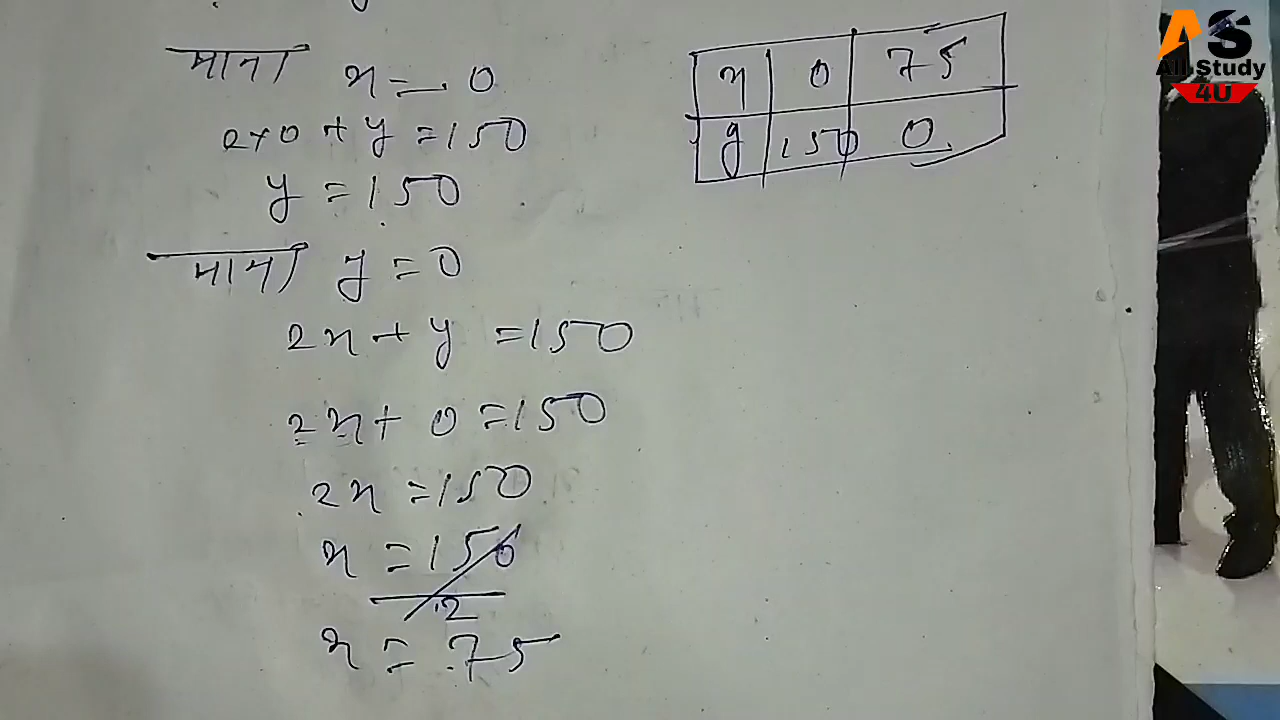 माना x = 0
2×0 + y = 150
y = 150
माना y = 0
2x + y = 150
2x + 0 = 150
2x = 150
x = 150
2
x = 75
x 0 75
y 150 0
AS
All Study
4U